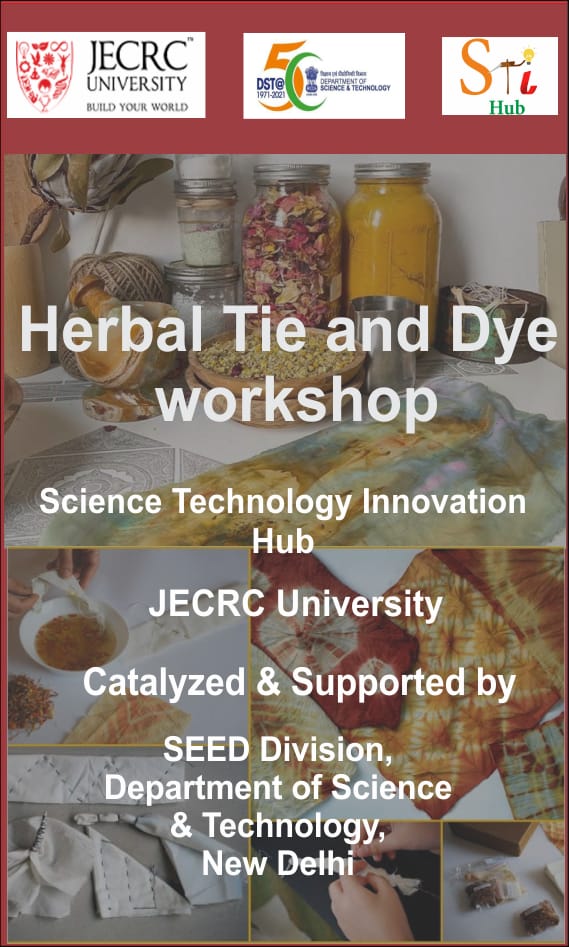 JECRC
UNIVERSITY
BUILD YOUR WORLD
DST@
1971-2021
विज्ञान एवं प्रौद्योगिकी विभाग
DEPARTMENT OF
SCIENCE & TECHNOLOGY
STi
Hub
Herbal Tie and Dye
workshop
Science Technology Innovation
Hub
JECRC University
Catalyzed & Supported by
SEED Division,
Department of Science
& Technology,
New Delhi